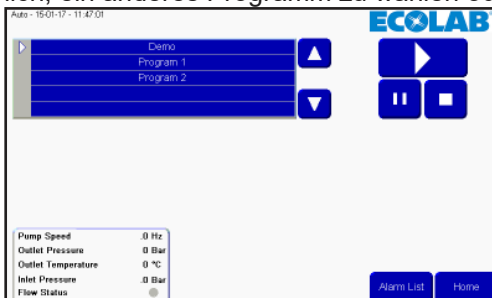 Auto - 15-01-17 - 11:47:01
ECOLAB
Demo
Program 1
Program 2
Pump Speed .0 Hz
Outlet Pressure 0 Bar
Outlet Temperature 0 °C
Inlet Pressure .0 Bar
Flow Status
Alarm List Home